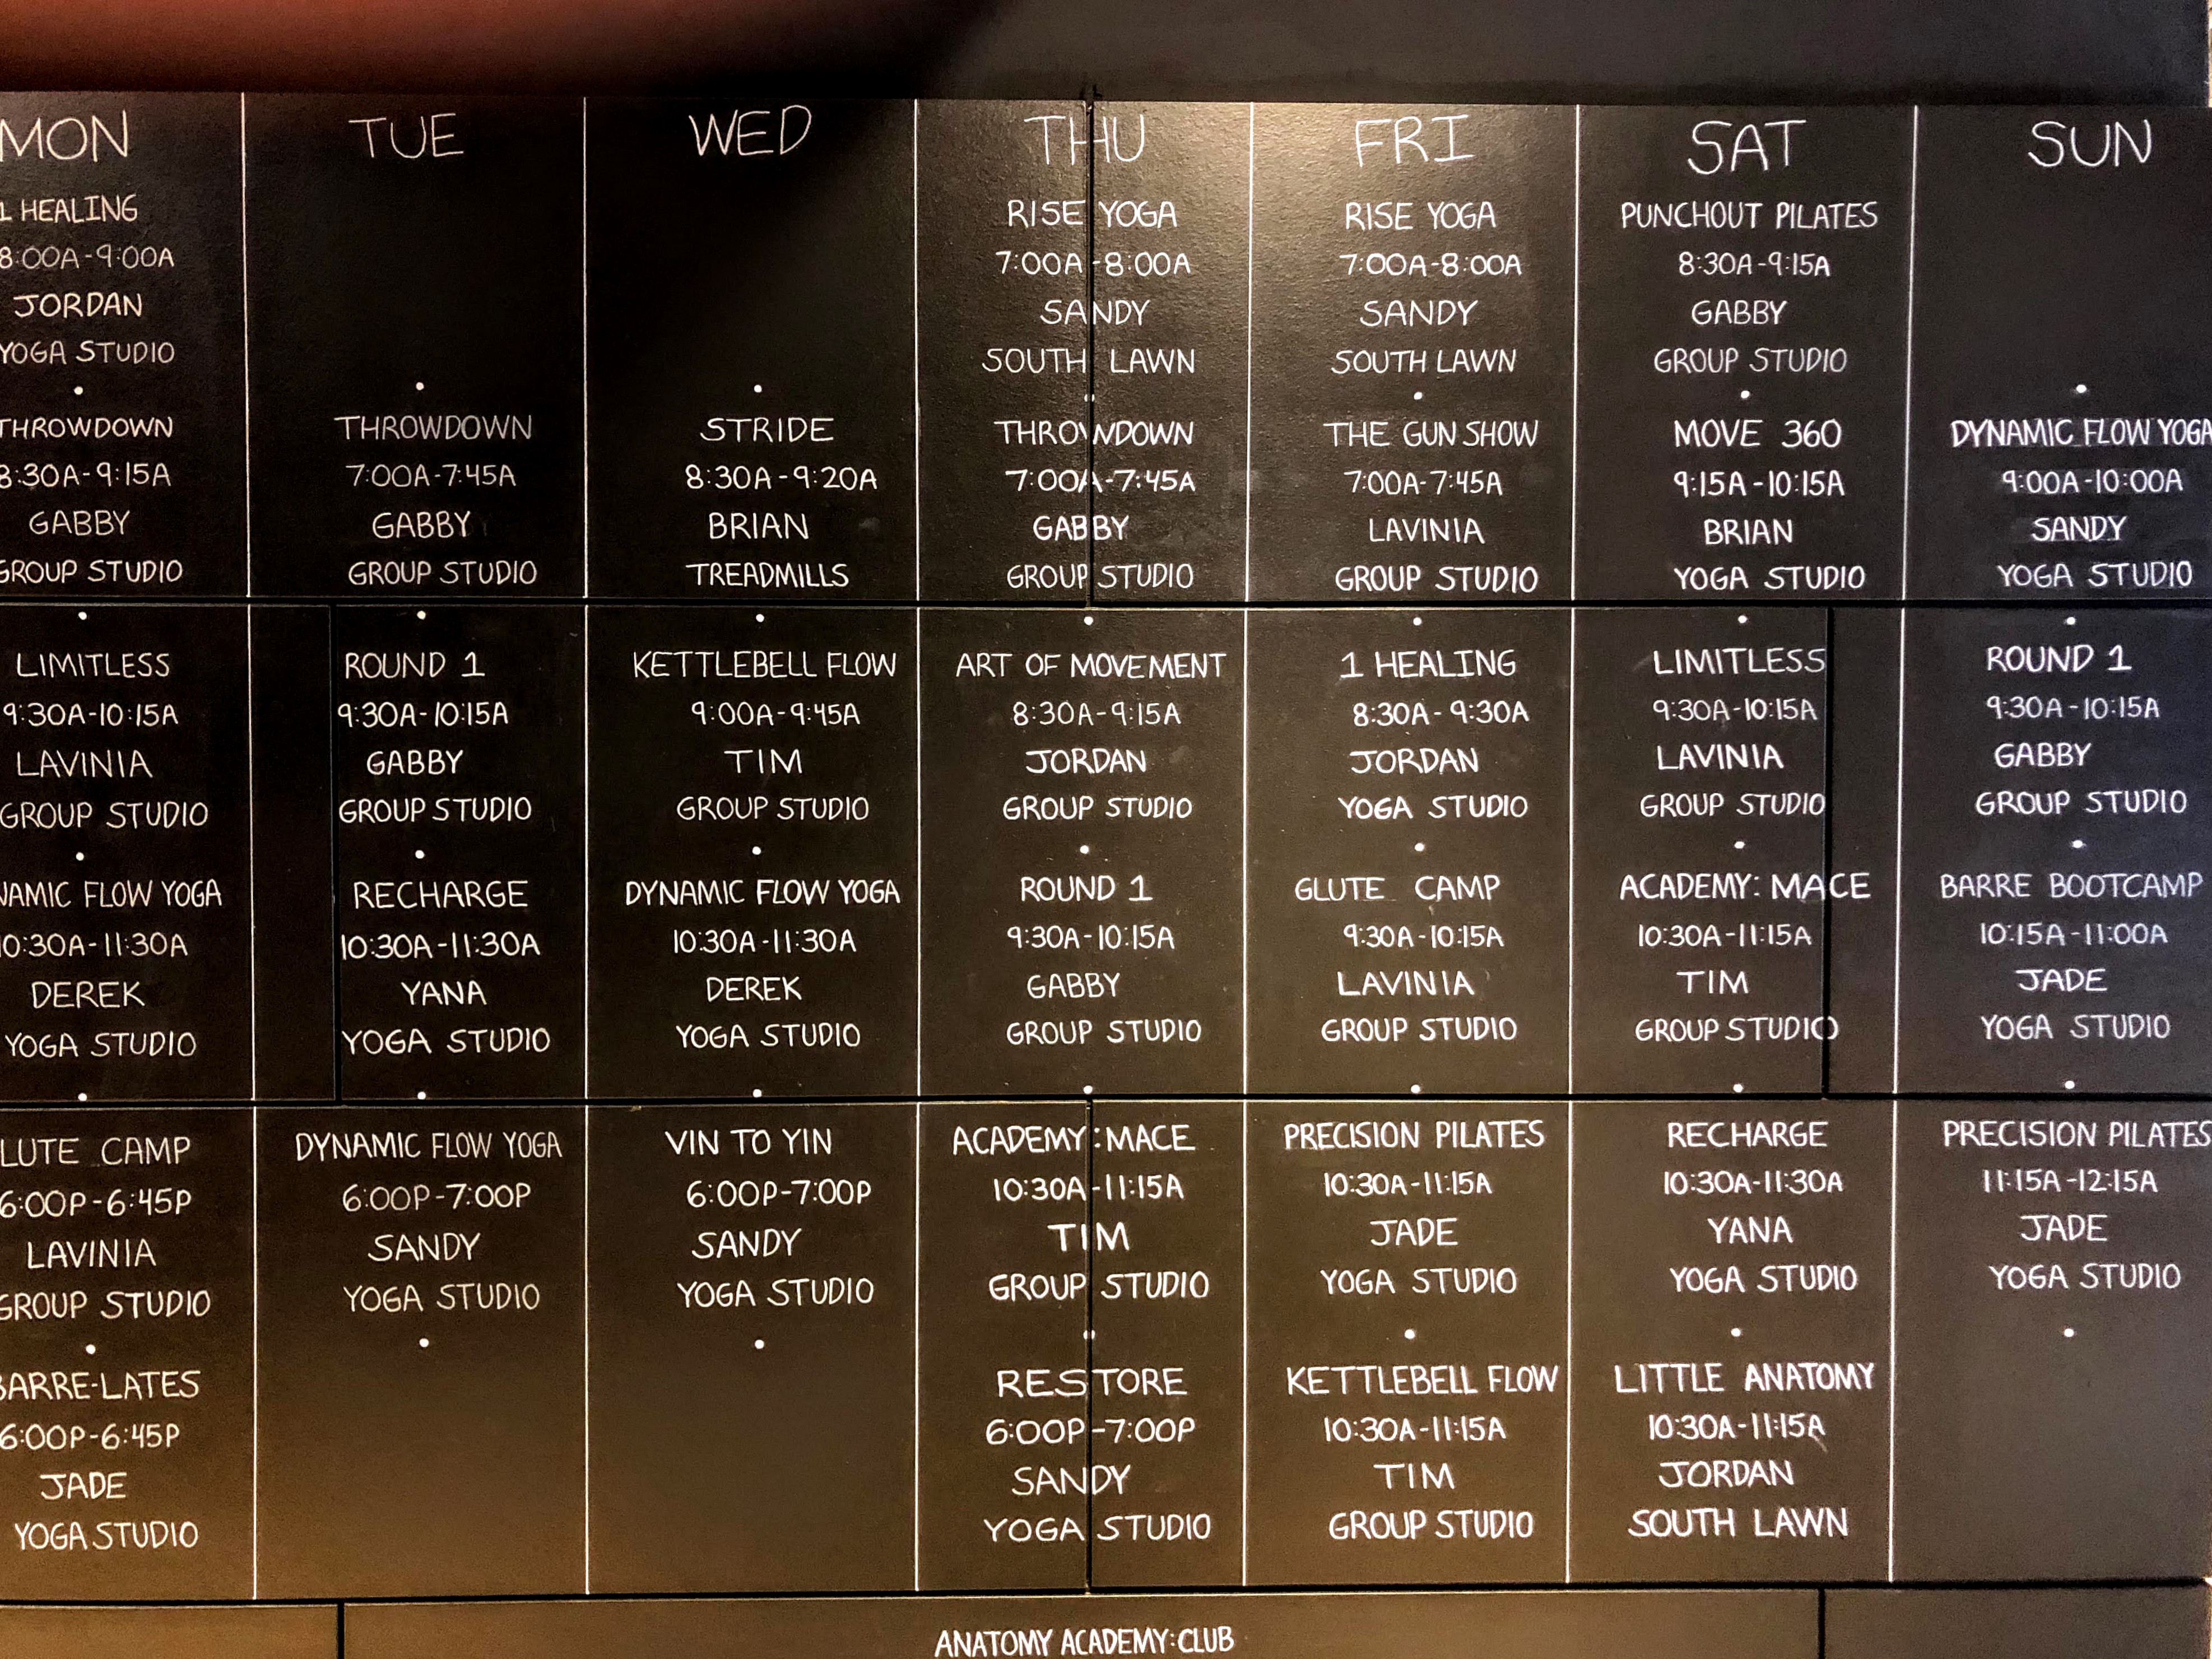 MON
1 HEALING
8:00A-9:00A
JORDAN
YOGA STUDIO
THROWDOWN
8:30A-9:15A
GABBY
GROUP STUDIO
LIMITLESS
9:30A-10:15A
LAVINIA
GROUP STUDIO
NAMIC FLOW YOGA
10:30A-11:30A
DEREK
YOGA STUDIO
LUTE CAMP
6:00P-6:45P
LAVINIA
GROUP STUDIO
BARRE-LATES
6:00P-6:45P
JADE
YOGA STUDIO
TUE
THROWDOWN
7:00A-7:45A
GABBY
GROUP STUDIO
ROUND 1
9:30A-10:15A
GABBY
GROUP STUDIO
RECHARGE
10:30A-11:30A
YANA
YOGA STUDIO
DYNAMIC FLOW YOGA
6:00P-7:00P
SANDY
YOGA STUDIO
WED
STRIDE
8:30A-9:20A
BRIAN
TREADMILLS
KETTLEBELL FLOW
9:00A-9:45A
TIM
GROUP STUDIO
DYNAMIC FLOW YOGA
10:30A-11:30A
DEREK
YOGA STUDIO
VIN TO YIN
6:00P-7:00P
SANDY
YOGA STUDIO
THU
RISE YOGA
7:00A-8:00A
SANDY
SOUTH LAWN
THROWDOWN
7:00A-7:45A
GABBY
GROUP STUDIO
ART OF MOVEMENT
8:30A-9:15A
JORDAN
GROUP STUDIO
ROUND 1
9:30A-10:15A
GABBY
GROUP STUDIO
ACADEMY:MACE
10:30A-11:15A
TIM
GROUP STUDIO
RESTORE
6:00P-7:00P
SANDY
YOGA STUDIO
FRI
RISE YOGA
7:00A-8:00A
SANDY
SOUTH LAWN
THE GUN SHOW
7:00A-7:45A
LAVINIA
GROUP STUDIO
1 HEALING
8:30A-9:30A
JORDAN
YOGA STUDIO
GLUTE CAMP
9:30A-10:15A
LAVINIA
GROUP STUDIO
PRECISION PILATES
10:30A-11:15A
JADE
YOGA STUDIO
KETTLEBELL FLOW
10:30A-11:15A
TIM
GROUP STUDIO
SAT
PUNCHOUT PILATES
8:30A-9:15A
GABBY
GROUP STUDIO
MOVE 360
9:15A-10:15A
BRIAN
YOGA STUDIO
LIMITLESS
9:30A-10:15A
LAVINIA
GROUP STUDIO
ACADEMY: MACE
10:30A-11:15A
TIM
GROUP STUDIO
RECHARGE
10:30A-11:30A
YANA
YOGA STUDIO
LITTLE ANATOMY
10:30A-11:15A
JORDAN
SOUTH LAWN
SUN
DYNAMIC FLOW YOGA
9:00A-10:00A
SANDY
YOGA STUDIO
ROUND 1
9:30A-10:15A
GABBY
GROUP STUDIO
BARRE BOOTCAMP
10:15A-11:00A
JADE
YOGA STUDIO
PRECISION PILATES
11:15A-12:15A
JADE
YOGA STUDIO
ANATOMY ACADEMY:CLUB